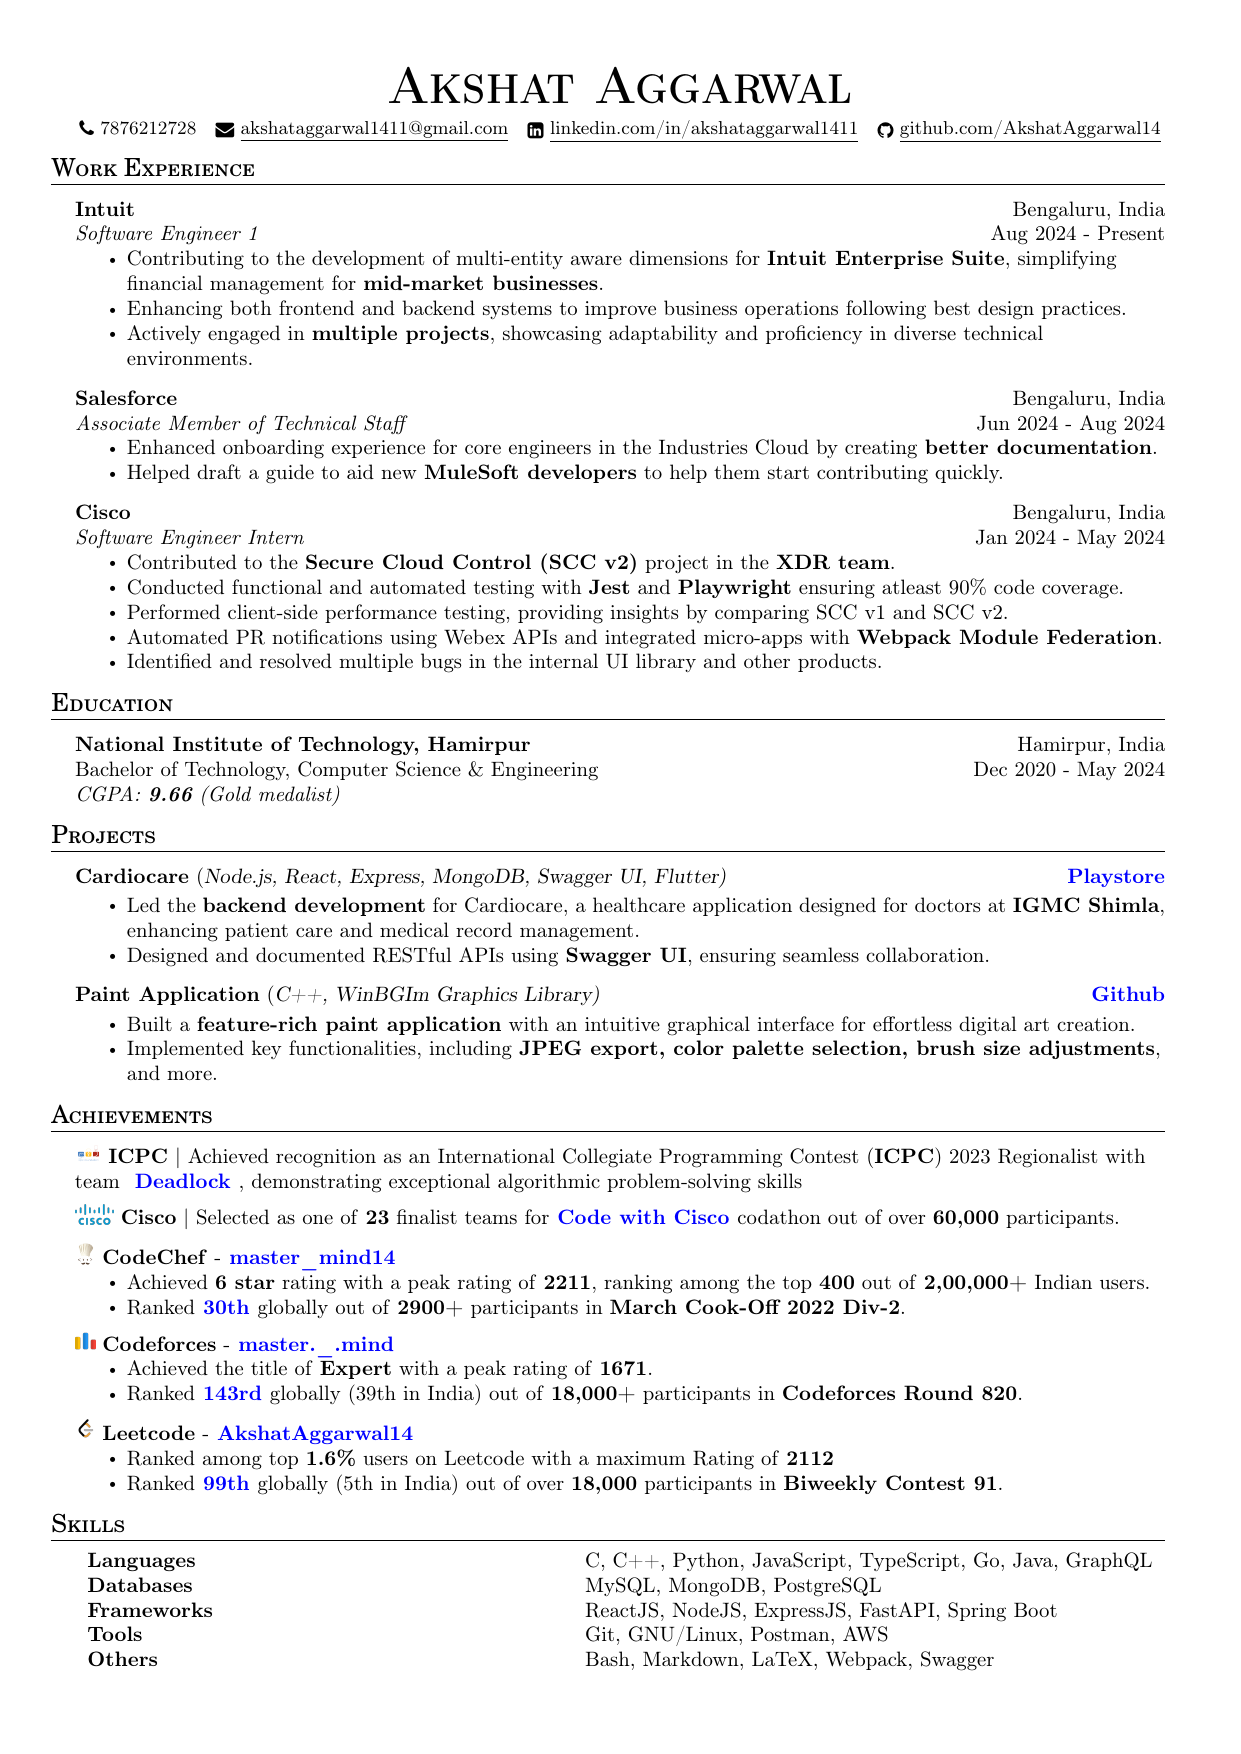 Akshat Aggarwal
7876212728 akshataggarwal1411@gmail.com linkedin.com/in/akshataggarwal1411 github.com/AkshatAggarwal14
Work Experience
Intuit Bengaluru, India
Software Engineer 1 Aug 2024 - Present
• Contributing to the development of multi-entity aware dimensions for Intuit Enterprise Suite, simplifying
financial management for mid-market businesses.
• Enhancing both frontend and backend systems to improve business operations following best design practices.
• Actively engaged in multiple projects, showcasing adaptability and proficiency in diverse technical
environments.
Salesforce Bengaluru, India
Associate Member of Technical Staff Jun 2024 - Aug 2024
• Enhanced onboarding experience for core engineers in the Industries Cloud by creating better documentation.
• Helped draft a guide to aid new MuleSoft developers to help them start contributing quickly.
Cisco Bengaluru, India
Software Engineer Intern Jan 2024 - May 2024
• Contributed to the Secure Cloud Control (SCC v2) project in the XDR team.
• Conducted functional and automated testing with Jest and Playwright ensuring atleast 90% code coverage.
• Performed client-side performance testing, providing insights by comparing SCC v1 and SCC v2.
• Automated PR notifications using Webex APIs and integrated micro-apps with Webpack Module Federation.
• Identified and resolved multiple bugs in the internal UI library and other products.
Education
National Institute of Technology, Hamirpur Hamirpur, India
Bachelor of Technology, Computer Science & Engineering Dec 2020 - May 2024
CGPA: 9.66 (Gold medalist)
Projects
Cardiocare (Node.js, React, Express, MongoDB, Swagger UI, Flutter) Playstore
• Led the backend development for Cardiocare, a healthcare application designed for doctors at IGMC Shimla,
enhancing patient care and medical record management.
• Designed and documented RESTful APIs using Swagger UI, ensuring seamless collaboration.
Paint Application (C++, WinBGIm Graphics Library) Github
• Built a feature-rich paint application with an intuitive graphical interface for effortless digital art creation.
• Implemented key functionalities, including JPEG export, color palette selection, brush size adjustments,
and more.
Achievements
ICPC | Achieved recognition as an International Collegiate Programming Contest (ICPC) 2023 Regionalist with
team Deadlock , demonstrating exceptional algorithmic problem-solving skills
CISCO Cisco | Selected as one of 23 finalist teams for Code with Cisco codathon out of over 60,000 participants.
CodeChef - master_mind14
• Achieved 6 star rating with a peak rating of 2211, ranking among the top 400 out of 2,00,000+ Indian users.
• Ranked 30th globally out of 2900+ participants in March Cook-Off 2022 Div-2.
Codeforces - master._.mind
• Achieved the title of Expert with a peak rating of 1671.
• Ranked 143rd globally (39th in India) out of 18,000+ participants in Codeforces Round 820.
Leetcode - AkshatAggarwal14
• Ranked among top 1.6% users on Leetcode with a maximum Rating of 2112
• Ranked 99th globally (5th in India) out of over 18,000 participants in Biweekly Contest 91.
Skills
Languages C, C++, Python, JavaScript, TypeScript, Go, Java, GraphQL
Databases MySQL, MongoDB, PostgreSQL
Frameworks ReactJS, NodeJS, ExpressJS, FastAPI, Spring Boot
Tools Git, GNU/Linux, Postman, AWS
Others Bash, Markdown, LaTeX, Webpack, Swagger